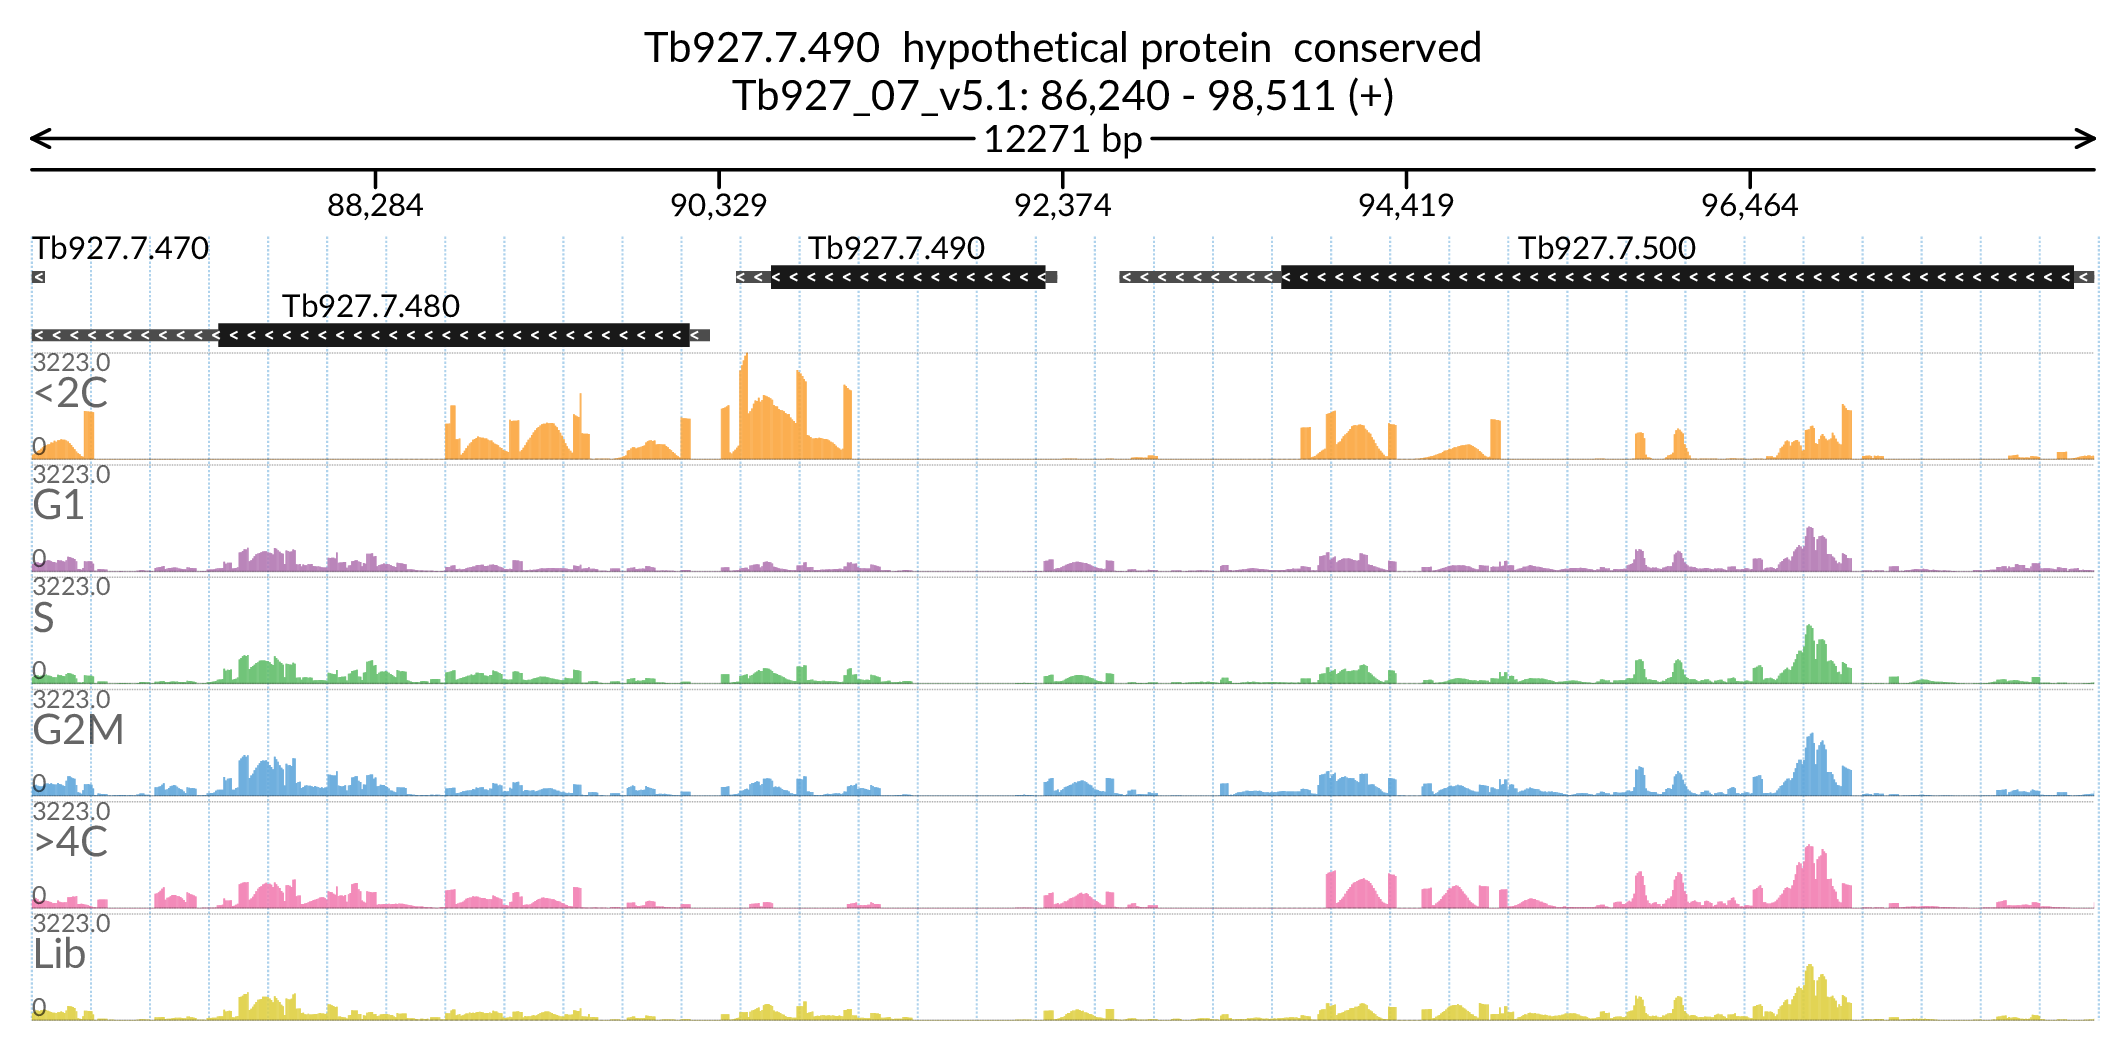 Tb927.7.490 hypothetical protein conserved
Tb927_07_v5.1: 86,240 - 98,511 (+)
12271 bp
88,284 90,329 92,374 94,419 96,464
Tb927.7.470 Tb927.7.490 Tb927.7.500
Tb927.7.480
3223.0
<2C
0
3223.0
G1
0
3223.0
S
0
3223.0
G2M
0
3223.0
>4C
0
3223.0
Lib
0